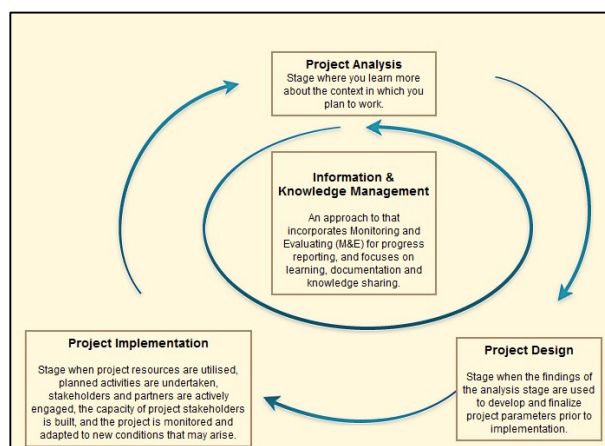 Project Analysis
Stage where you learn more
about the context in which you
plan to work.
Information &
Knowledge Management
An approach to that
incorporates Monitoring and
Evaluating (M&E) for progress
reporting, and focuses on
learning, documentation and
knowledge sharing.
Project Implementation
Stage when project resources are utilised,
planned activities are undertaken,
stakeholders and partners are actively
engaged, the capacity of project stakeholders
is built, and the project is monitored and
adapted to new conditions that may arise.
Project Design
Stage when the findings of
the analysis stage are used
to develop and finalize
project parameters prior to
implementation.